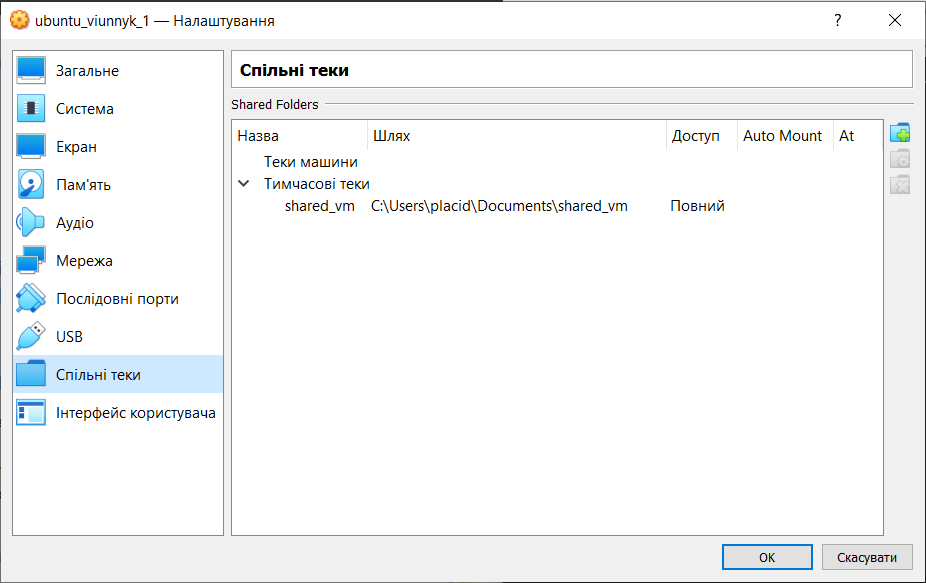 ubuntu_viunnyk_1 — Налаштування
?
Загальне
Система
Екран
Пам'ять
Аудіо
Мережа
Послідовні порти
USB
Спільні теки
Інтерфейс користувача
Спільні теки
Shared Folders
Назва Шлях Доступ Auto Mount At
Теки машини
Тимчасові теки
shared_vm C:\Users\placid\Documents\shared_vm Повний
OK Скасувати